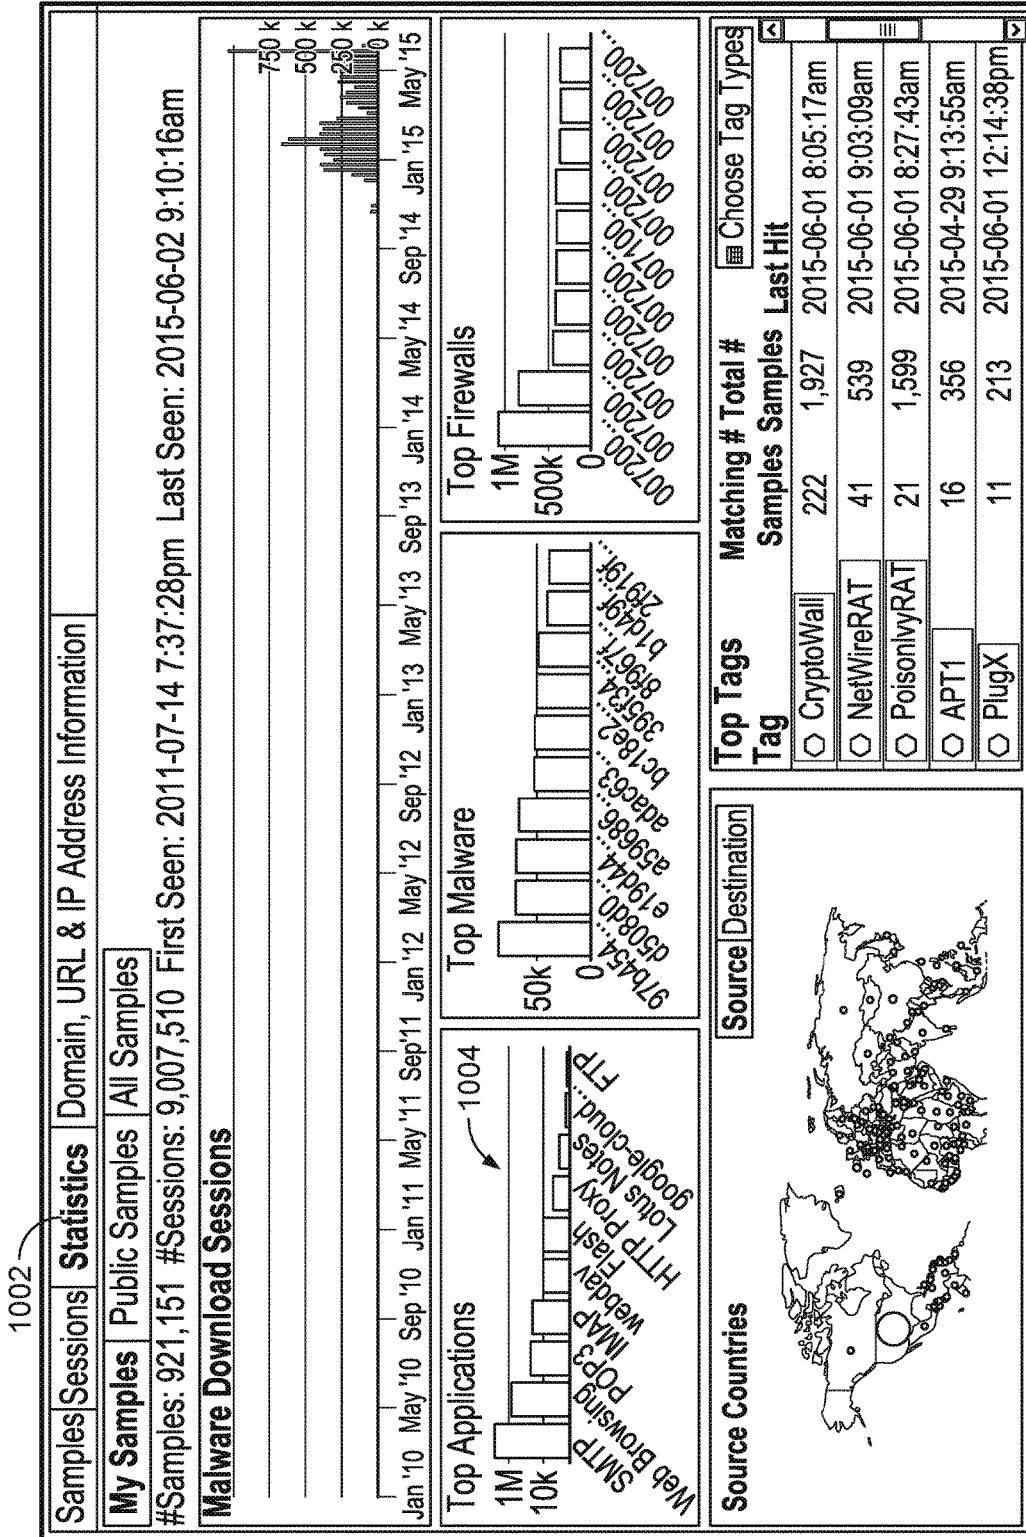 1002
Samples Sessions Statistics Domain, URL & IP Address Information
My Samples Public Samples All Samples
#Samples: 921,151 #Sessions: 9,007,510 First Seen: 2011-07-14 7:37:28pm Last Seen: 2015-06-02 9:10:16am
Malware Download Sessions
750 k
500 k
250 k
0 k
Jan '10 May '10 Sep '10 Jan '11 May '11 Sep'11 Jan '12 May '12 Sep '12 Jan '13 May '13 Sep '13 Jan '14 May '14 Sep '14 Jan '15 May '15
Top Applications
1004
1M
10k
SMTP
Web Browsing
POP3
IMAP
webdav
Flash
HTTP Proxy
Lotus Notes
google-cloud...
FTP
Top Malware
50k
0
97b454...
d508d0...
e19d44...
a59686...
adac63...
bc18e2...
395f34...
8f967f...
b1d49f...
2f919f...
Top Firewalls
1M
500k
0
007200...
007200...
007200...
007200...
007200...
007200...
007100...
007200...
007200...
007200...
Source Countries
Source Destination
Top Tags
Choose Tag Types
Tag Matching # Samples Total # Samples Last Hit
CryptoWall 222 1,927 2015-06-01 8:05:17am
NetWireRAT 41 539 2015-06-01 9:03:09am
PoisonIvyRAT 21 1,599 2015-06-01 8:27:43am
APT1 16 356 2015-04-29 9:13:55am
PlugX 11 213 2015-06-01 12:14:38pm